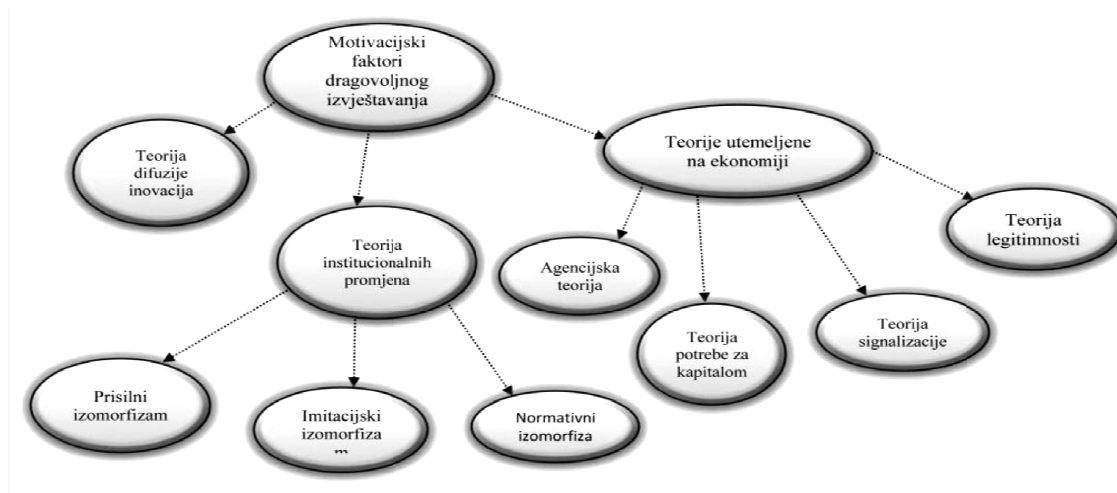 Motivacijski
faktori
dragovoljnog
izvještavanja
Teorija
difuzije
inovacija
Teorije utemeljene
na ekonomiji
Teorija
institucionalnih
promjena
Agencijska
teorija
Teorija
potrebe za
kapitalom
Teorija
signalizacije
Teorija
legitimnosti
Prisilni
izomorfizam
Imitacijski
izomorfiza
m
Normativni
izomorfiza